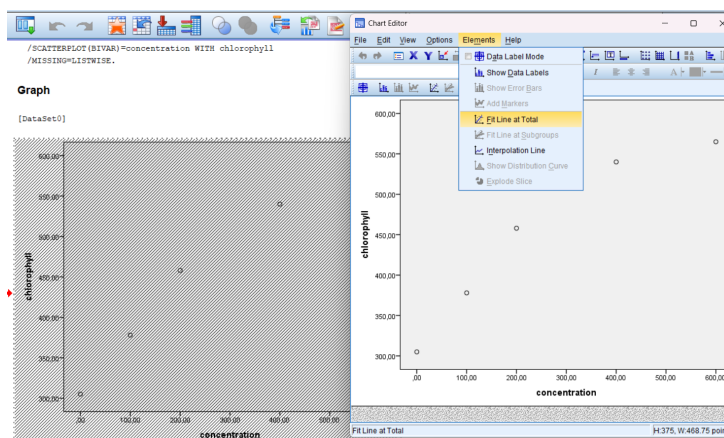 /SCATTERPLOT(BIVAR)=concentration WITH chlorophyll
/MISSING=LISTWISE.
Graph
[DataSet0]
600,00
550,00
500,00
450,00
400,00
350,00
300,00
chlorophyll
,00
100,00
200,00
300,00
400,00
500,00
concentration
Chart Editor
File Edit View Options Elements Help
Data Label Mode
Show Data Labels
Show Error Bars
Add Markers
Fit Line at Total
Fit Line at Subgroups
Interpolation Line
Show Distribution Curve
Explode Slice
X Y
I
A
600,00
550,00
500,00
450,00
400,00
350,00
300,00
chlorophyll
,00
100,00
200,00
300,00
400,00
500,00
600,0
concentration
Fit Line at Total
H:375, W:468.75 poi